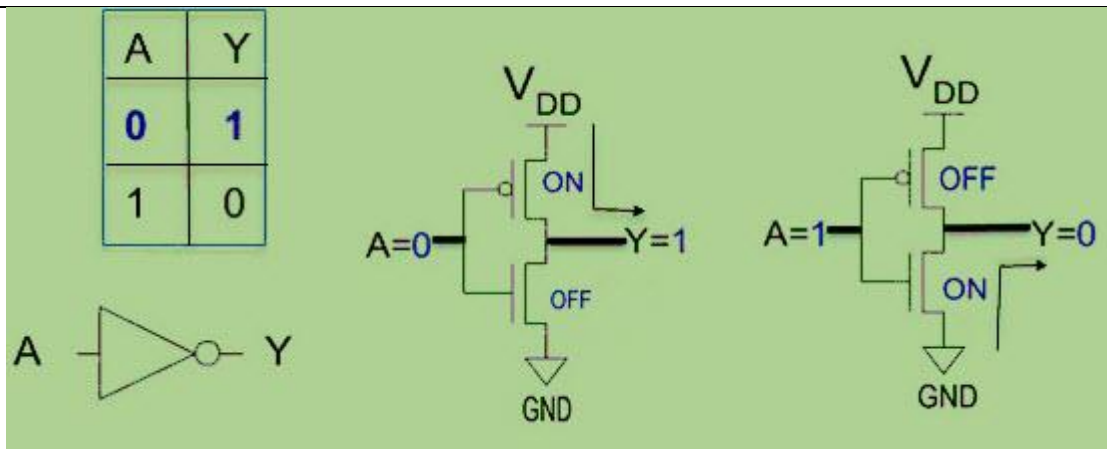 A Y
0 1
1 0
A Y
V DD
ON
A=0 Y=1
OFF
GND
V DD
OFF
A=1 Y=0
ON
GND